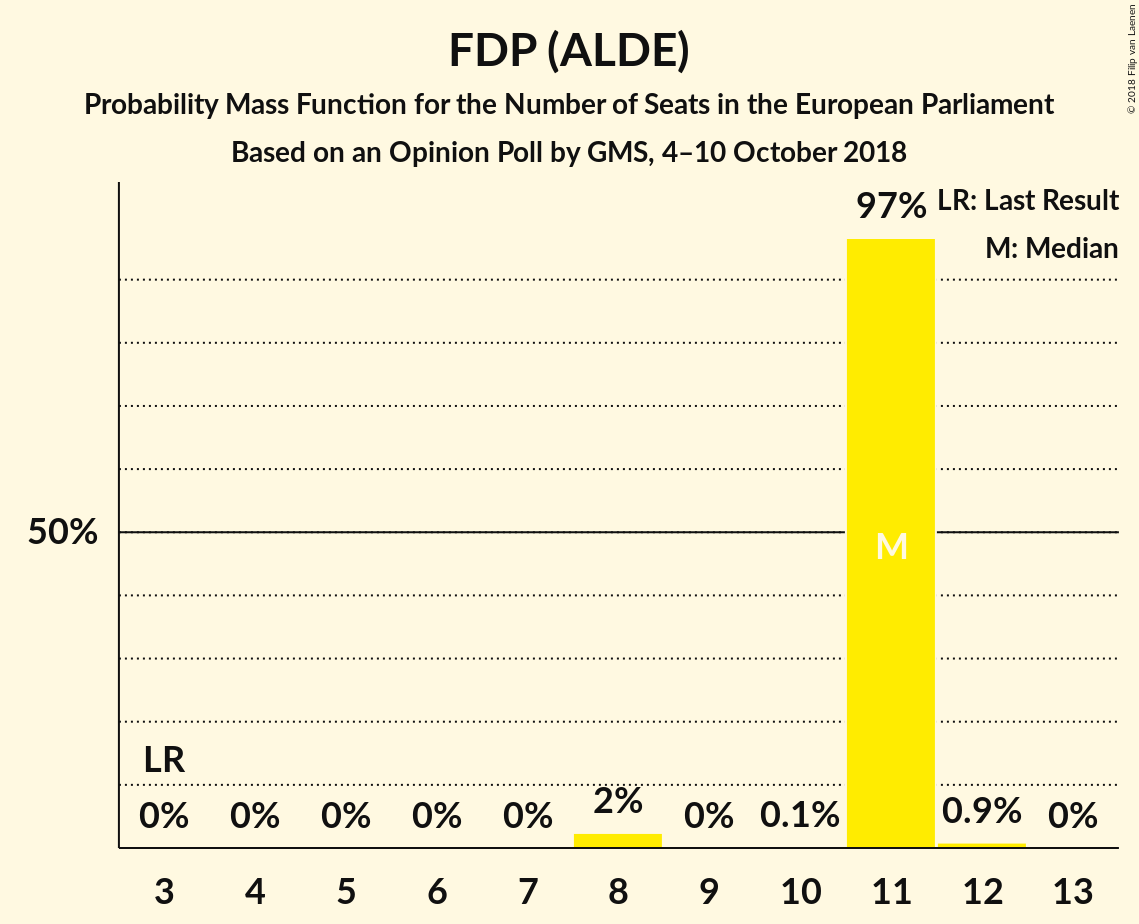 FDP (ALDE)
Probability Mass Function for the Number of Seats in the European Parliament
Based on an Opinion Poll by GMS, 4–10 October 2018
© 2018 Filip van Laenen
97%
LR: Last Result
M: Median
50%
M
LR
0% 0% 0% 0% 0% 2% 0% 0.1% 0.9% 0%
3 4 5 6 7 8 9 10 11 12 13